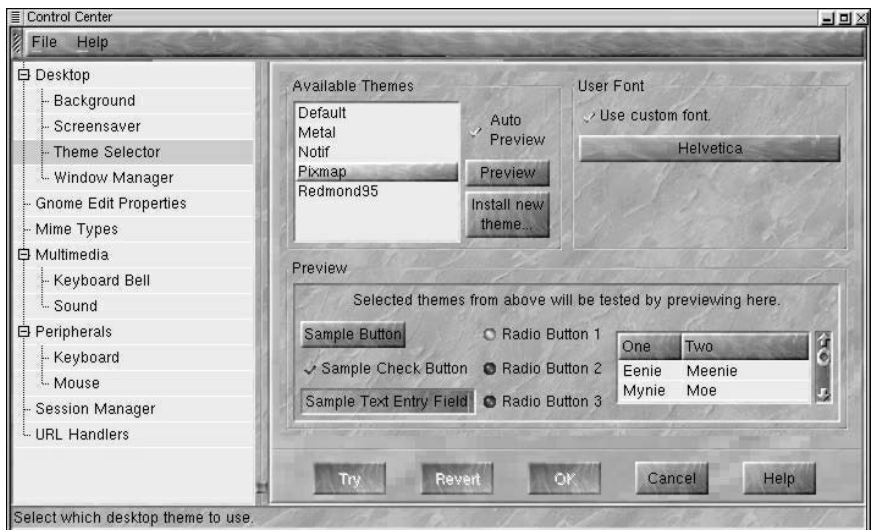 Control Center
File Help
Desktop
Background
Screensaver
Theme Selector
Window Manager
Gnome Edit Properties
Mime Types
Multimedia
Keyboard Bell
Sound
Peripherals
Keyboard
Mouse
Session Manager
URL Handlers
Available Themes
Default
Metal
Notif
Pixmap
Redmond95
Auto
Preview
Preview
Install new
theme...
User Font
Use custom font.
Helvetica
Preview
Selected themes from above will be tested by previewing here.
Sample Button
Sample Check Button
Sample Text Entry Field
Radio Button 1
Radio Button 2
Radio Button 3
One Two
Eenie Meenie
Mynie Moe
Try Revert OK Cancel Help
Select which desktop theme to use.